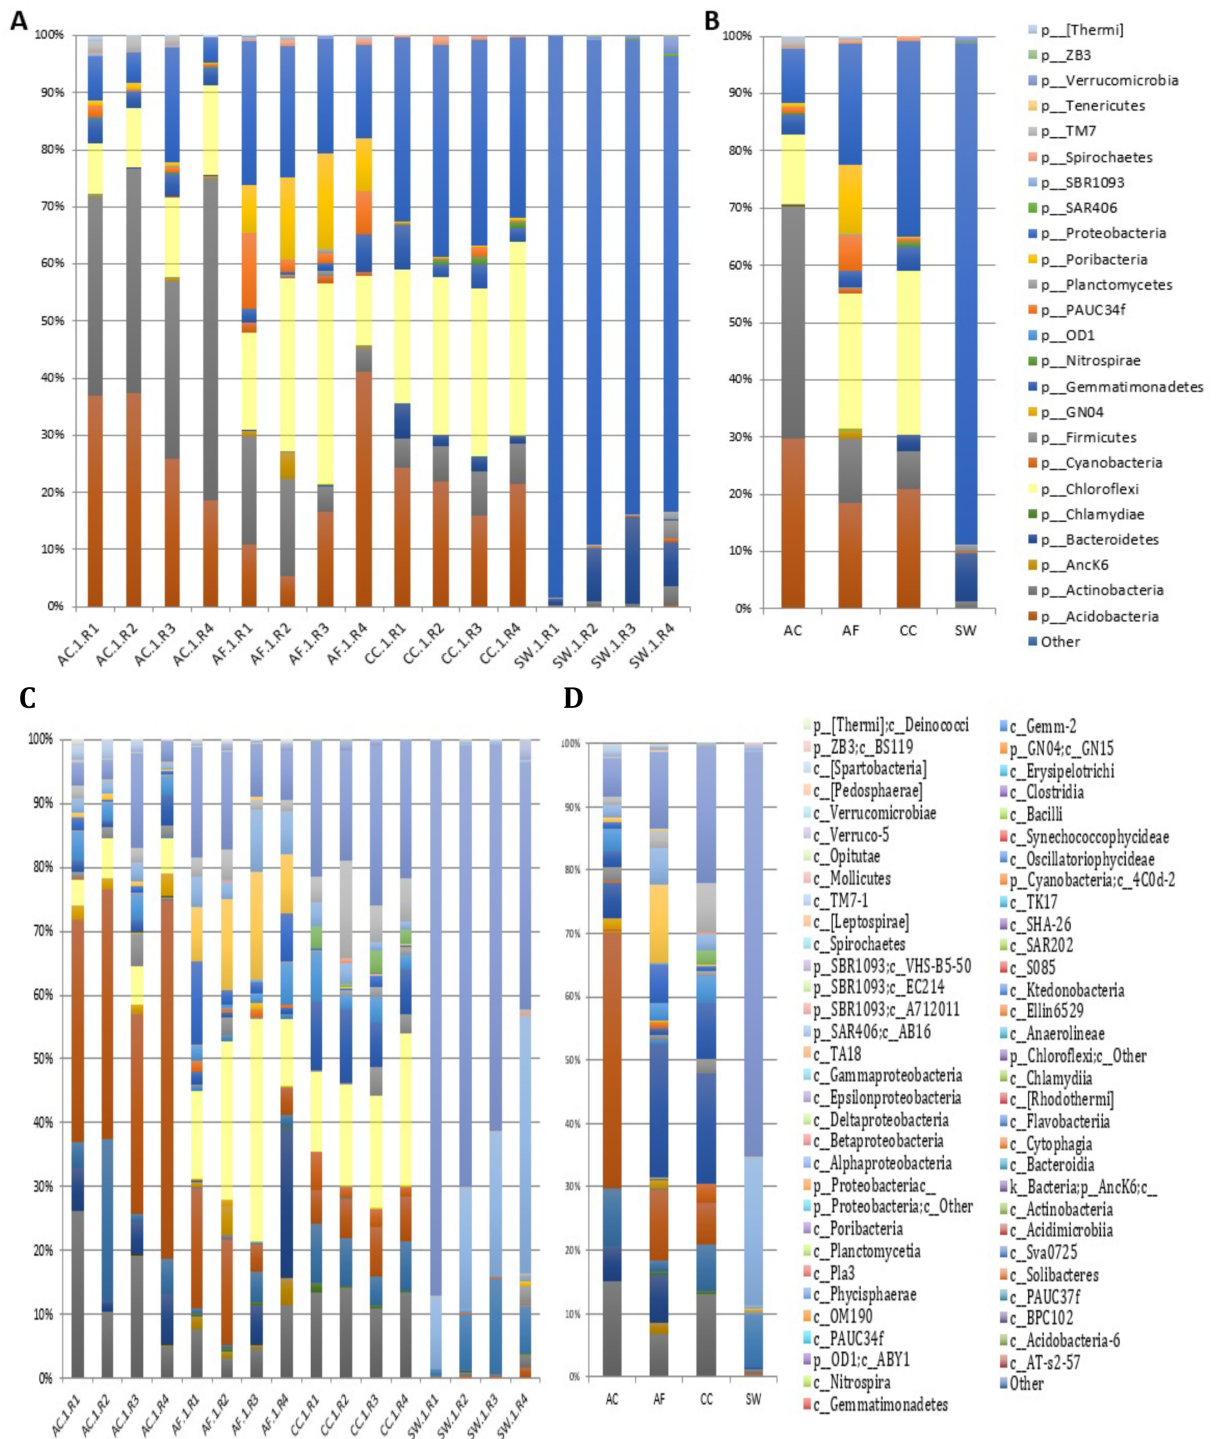 A
100%
90%
80%
70%
60%
50%
40%
30%
20%
10%
0%
AC.1.R1
AC.1.R2
AC.1.R3
AC.1.R4
AF.1.R1
AF.1.R2
AF.1.R3
AF.1.R4
CC.1.R1
CC.1.R2
CC.1.R3
CC.1.R4
SW.1.R1
SW.1.R2
SW.1.R3
SW.1.R4
B
100%
90%
80%
70%
60%
50%
40%
30%
20%
10%
0%
AC
AF
CC
SW
p__[Thermi]
p__ZB3
p__Verrucomicrobia
p__Tenericutes
p__TM7
p__Spirochaetes
p__SBR1093
p__SAR406
p__Proteobacteria
p__Poribacteria
p__Planctomycetes
p__PAUC34f
p__OD1
p__Nitrospirae
p__Gemmatimonadetes
p__GN04
p__Firmicutes
p__Cyanobacteria
p__Chloroflexi
p__Chlamydiae
p__Bacteroidetes
p__AncK6
p__Actinobacteria
p__Acidobacteria
Other
C
100%
90%
80%
70%
60%
50%
40%
30%
20%
10%
0%
AC.1.R1
AC.1.R2
AC.1.R3
AC.1.R4
AF.1.R1
AF.1.R2
AF.1.R3
AF.1.R4
CC.1.R1
CC.1.R2
CC.1.R3
CC.1.R4
SW.1.R1
SW.1.R2
SW.1.R3
SW.1.R4
D
100%
90%
80%
70%
60%
50%
40%
30%
20%
10%
0%
AC
AF
CC
SW
p__[Thermi];c__Deinococci
p__ZB3;c__BS119
c__[Spartobacteria]
c__[Pedosphaerae]
c__Verrucomicrobiae
c__Verruco-5
c__Opitutae
c__Mollicutes
c__TM7-1
c__[Leptospirae]
c__Spirochaetes
p__SBR1093;c__VHS-B5-50
p__SBR1093;c__EC214
p__SBR1093;c__A712011
p__SAR406;c__AB16
c__TA18
c__Gammaproteobacteria
c__Epsilonproteobacteria
c__Deltaproteobacteria
c__Betaproteobacteria
c__Alphaproteobacteria
p__Proteobacteriac__
p__Proteobacteria;c__Other
c__Poribacteria
c__Planctomycetia
c__Pla3
c__Phycisphaerae
c__OM190
c__PAUC34f
p__OD1;c__ABY1
c__Nitrospira
c__Gemmatimonadetes
c__Gemm-2
p__GN04;c__GN15
c__Erysipelotrichi
c__Clostridia
c__Bacilli
c__Synechococcophycideae
c__Oscillatoriophycideae
p__Cyanobacteria;c__4C0d-2
c__TK17
c__SHA-26
c__SAR202
c__S085
c__Ktedonobacteria
c__Ellin6529
c__Anaerolineae
p__Chloroflexi;c__Other
c__Chlamydiia
c__[Rhodothermi]
c__Flavobacteriia
c__Cytophagia
c__Bacteroidia
k__Bacteria;p__AncK6;c__
c__Actinobacteria
c__Acidimicrobiia
c__Sva0725
c__Solibacteres
c__PAUC37f
c__BPC102
c__Acidobacteria-6
c__AT-s2-57
Other